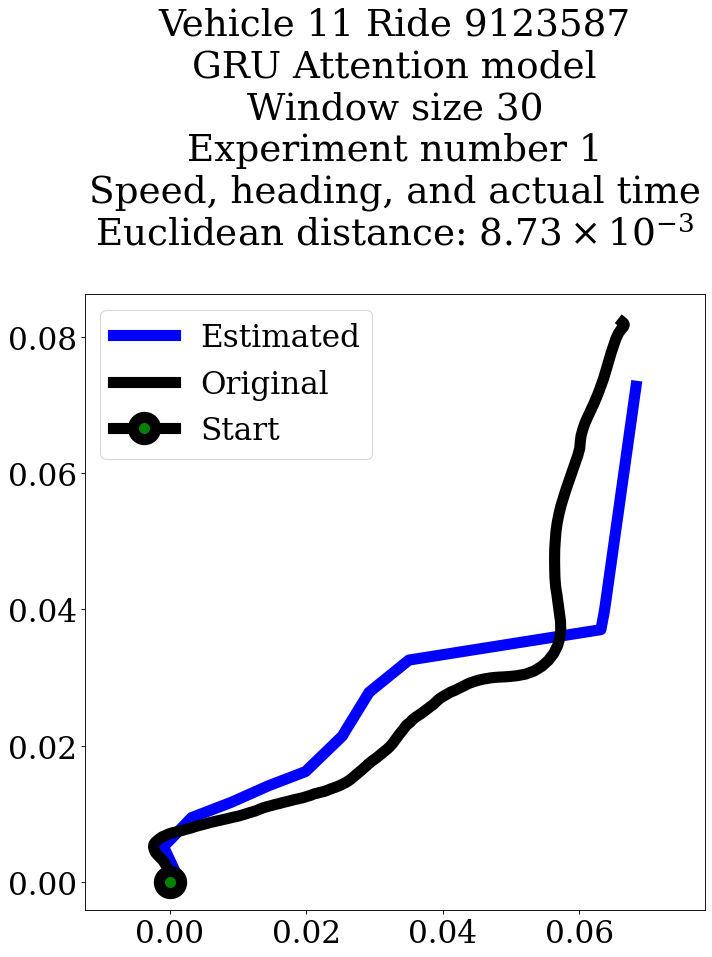 Vehicle 11 Ride 9123587
GRU Attention model
Window size 30
Experiment number 1
Speed, heading, and actual time
Euclidean distance: 8.73 × 10⁻³
Estimated
Original
Start
0.08
0.06
0.04
0.02
0.00
0.00 0.02 0.04 0.06